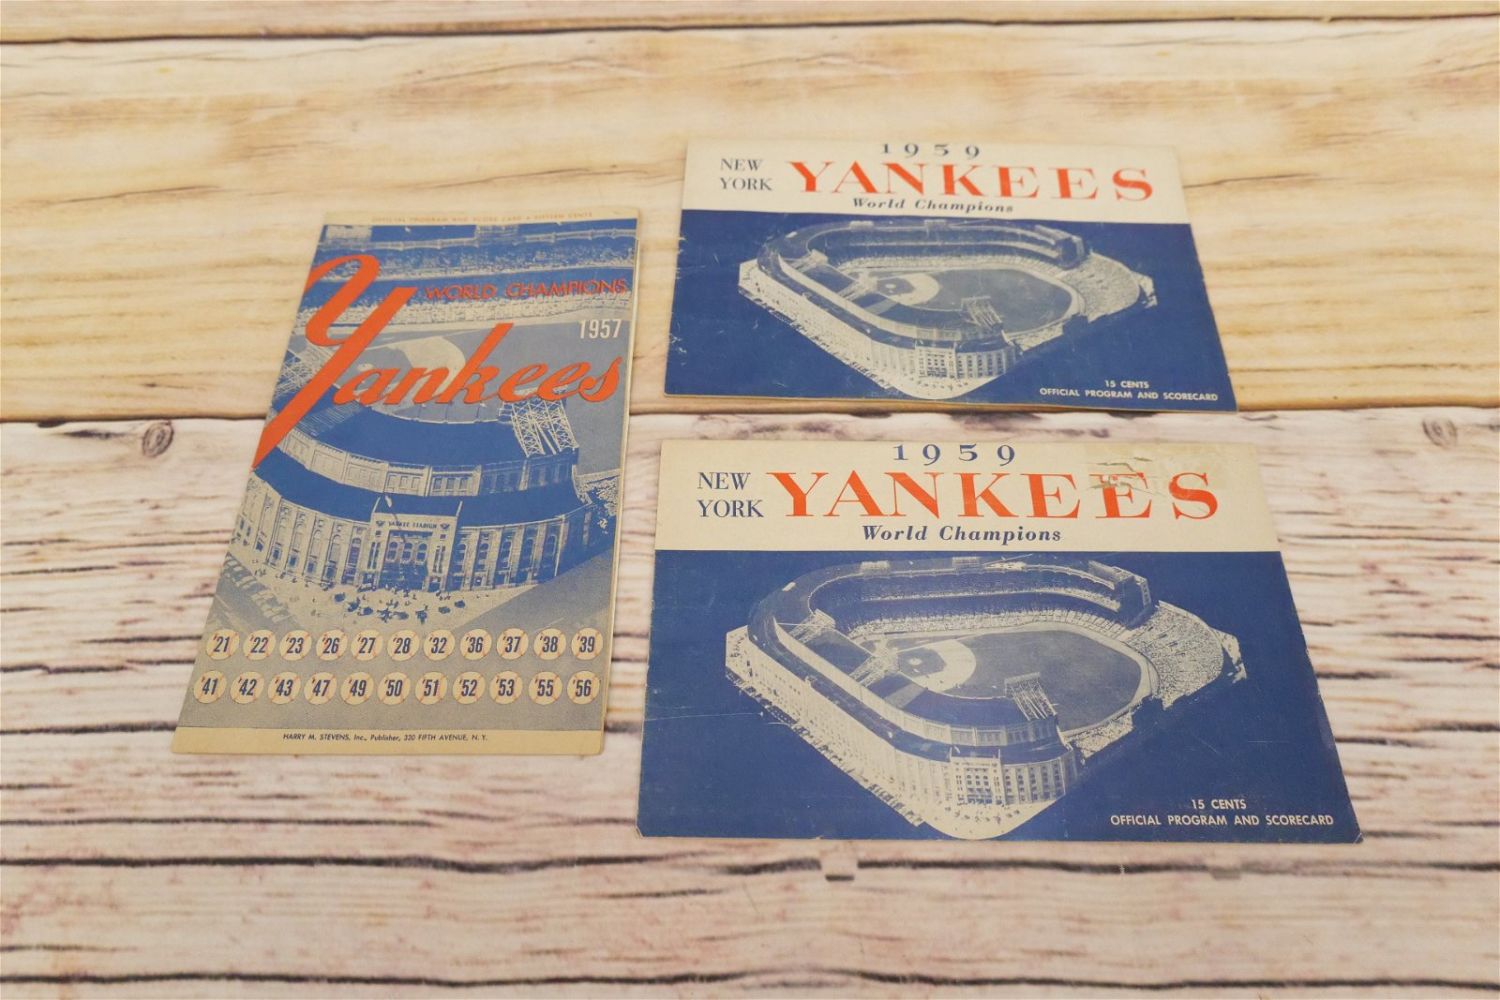 OFFICIAL PROGRAM AND SCORE CARD • FIFTEEN CENTS
WORLD CHAMPIONS
1957
Yankees
YANKEE STADIUM
'21 '22 '23 '26 '27 '28 '32 '36 '37 '38 '39
'41 '42 '43 '47 '49 '50 '51 '52 '53 '55 '56
HARRY M. STEVENS, Inc., Publisher, 320 FIFTH AVENUE, N. Y.
1959
NEW YORK YANKEES
World Champions
15 CENTS
OFFICIAL PROGRAM AND SCORECARD
1959
NEW YORK YANKEES
World Champions
15 CENTS
OFFICIAL PROGRAM AND SCORECARD